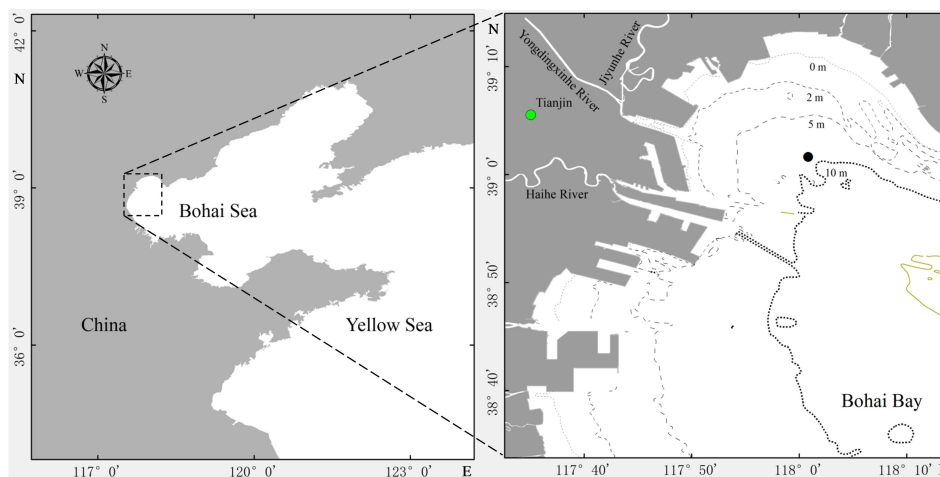 42° 0′
N
39° 0′
36° 0′
N
W
E
S
Bohai Sea
China
Yellow Sea
117° 0′
120° 0′
123° 0′
E
N
39° 10′
39° 0′
38° 50′
38° 40′
Yongdingxinhe River
Jiyunhe River
Tianjin
Haihe River
0 m
2 m
5 m
10 m
Bohai Bay
117° 40′
117° 50′
118° 0′
118° 10′